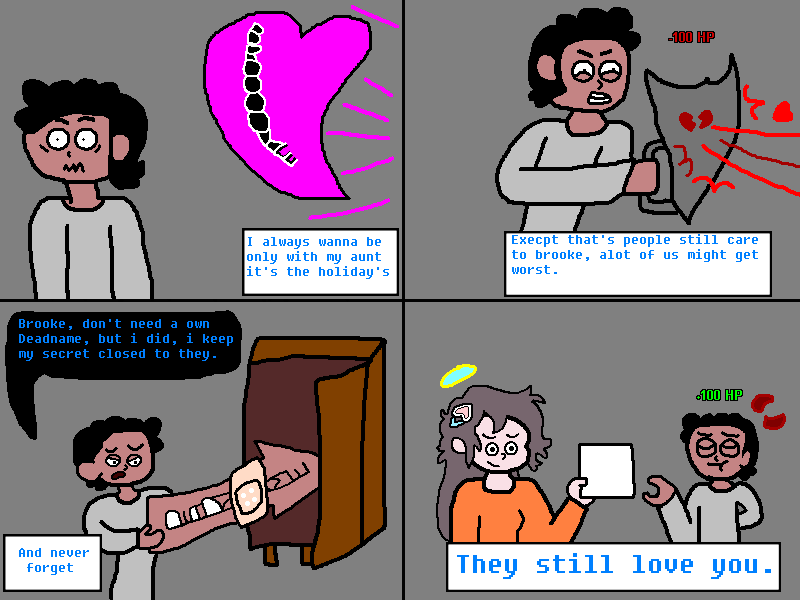 I always wanna be
only with my aunt
it's the holiday's
-100 HP
Execpt that's people still care
to brooke, alot of us might get
worst.
Brooke, don't need a own
Deadname, but i did, i keep
my secret closed to they.
And never
forget
+100 HP
They still love you.